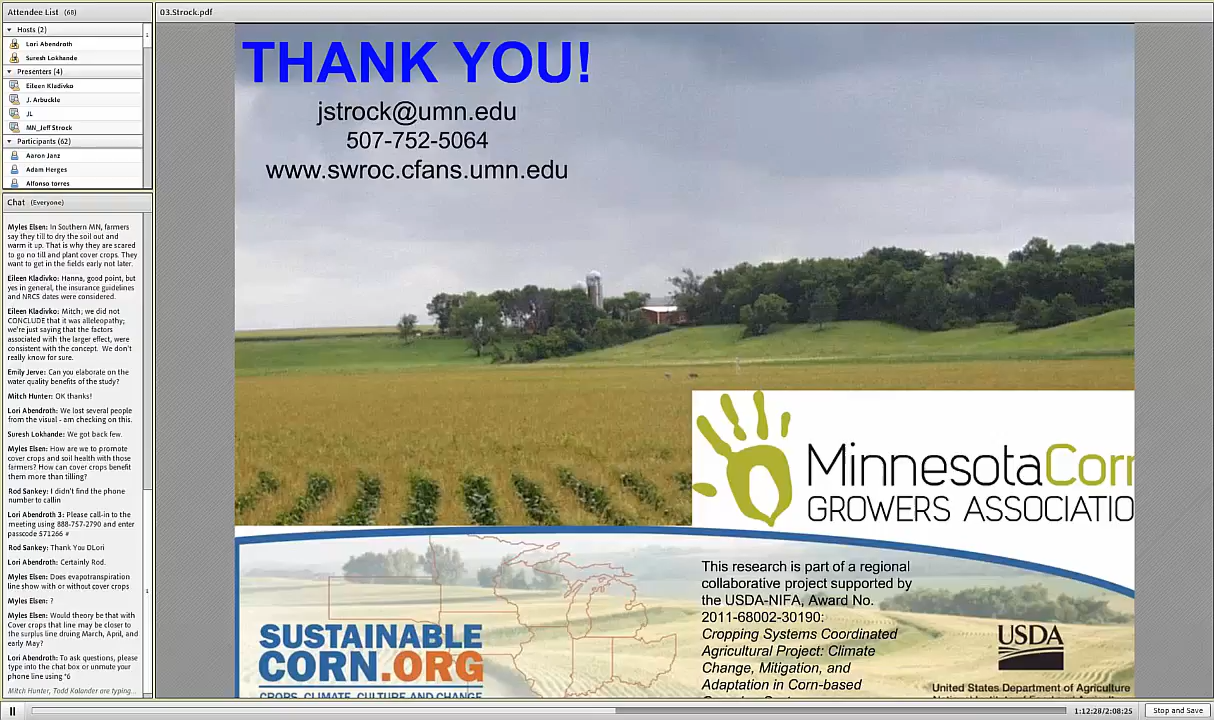 Attendee List (68)
Hosts (2)
Lori Abendroth
Suresh Lokhande
Presenters (4)
Eileen Kladivko
J. Arbuckle
JL
MN_Jeff Strock
Participants (62)
Aaron Janz
Adam Herges
Alfonso torres
Chat (Everyone)
Myles Elsen: In Southern MN, farmers
say they till to dry the soil out and
warm it up. That is why they are scared
to go no till and plant cover crops. They
want to get in the fields early not later.
Eileen Kladivko: Hanna, good point, but
yes in general, the insurance guidelines
and NRCS dates were considered.
Eileen Kladivko: Mitch; we did not
CONCLUDE that it was alleleopathy;
we're just saying that the factors
associated with the larger effect, were
consistent with the concept. We don't
really know for sure.
Emily Jerve: Can you elaborate on the
water quality benefits of the study?
Mitch Hunter: OK thanks!
Lori Abendroth: We lost several people
from the visual - am checking on this.
Suresh Lokhande: We got back few.
Myles Elsen: How are we to promote
cover crops and soil health with those
farmers? How can cover crops benefit
them more than tilling?
Rod Sankey: I didn't find the phone
number to callin
Lori Abendroth 3: Please call-in to the
meeting using 888-757-2790 and enter
passcode 571266 #
Rod Sankey: Thank You DLori
Lori Abendroth: Certainly Rod.
Myles Elsen: Does evapotranspiration
line show with or without cover crops
Myles Elsen: ?
Myles Elsen: Would theory be that with
Cover crops that line may be closer to
the surplus line druing March, April, and
early May?
Lori Abendroth: To ask questions, please
type into the chat box or unmute your
phone line using *6
Mitch Hunter, Todd Kalander are typing...
03.Strock.pdf
THANK YOU!
jstrock@umn.edu
507-752-5064
www.swroc.cfans.umn.edu
MinnesotaCorn
GROWERS ASSOCIATIO
This research is part of a regional
collaborative project supported by
the USDA-NIFA, Award No.
2011-68002-30190:
Cropping Systems Coordinated
Agricultural Project: Climate
Change, Mitigation, and
Adaptation in Corn-based
SUSTAINABLE
CORN.ORG
CROPS, CLIMATE, CULTURE AND CHANGE
USDA
United States Department of Agriculture
1:12:28/2:08:25
Stop and Save